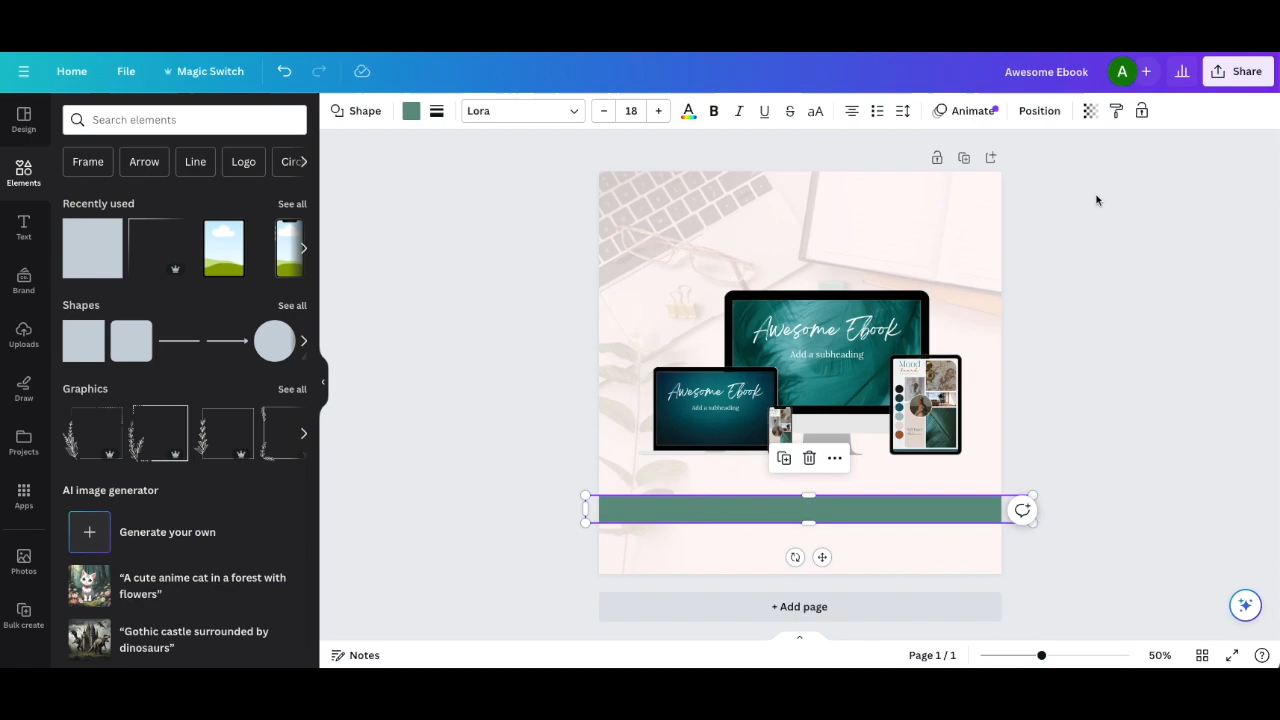 Home
File
Magic Switch
Awesome Ebook
A
Share
Design
Elements
Text
Brand
Uploads
Draw
Projects
Apps
Photos
Bulk create
Search elements
Frame
Arrow
Line
Logo
Circ
Recently used
See all
Shapes
See all
Graphics
See all
AI image generator
Generate your own
“A cute anime cat in a forest with
flowers”
“Gothic castle surrounded by
dinosaurs”
Shape
Lora
18
A
B
I
U
S
aA
Animate
Position
Awesome Ebook
Add a subheading
Awesome Ebook
Add a subheading
Mood
board
+ Add page
Notes
Page 1 / 1
50%